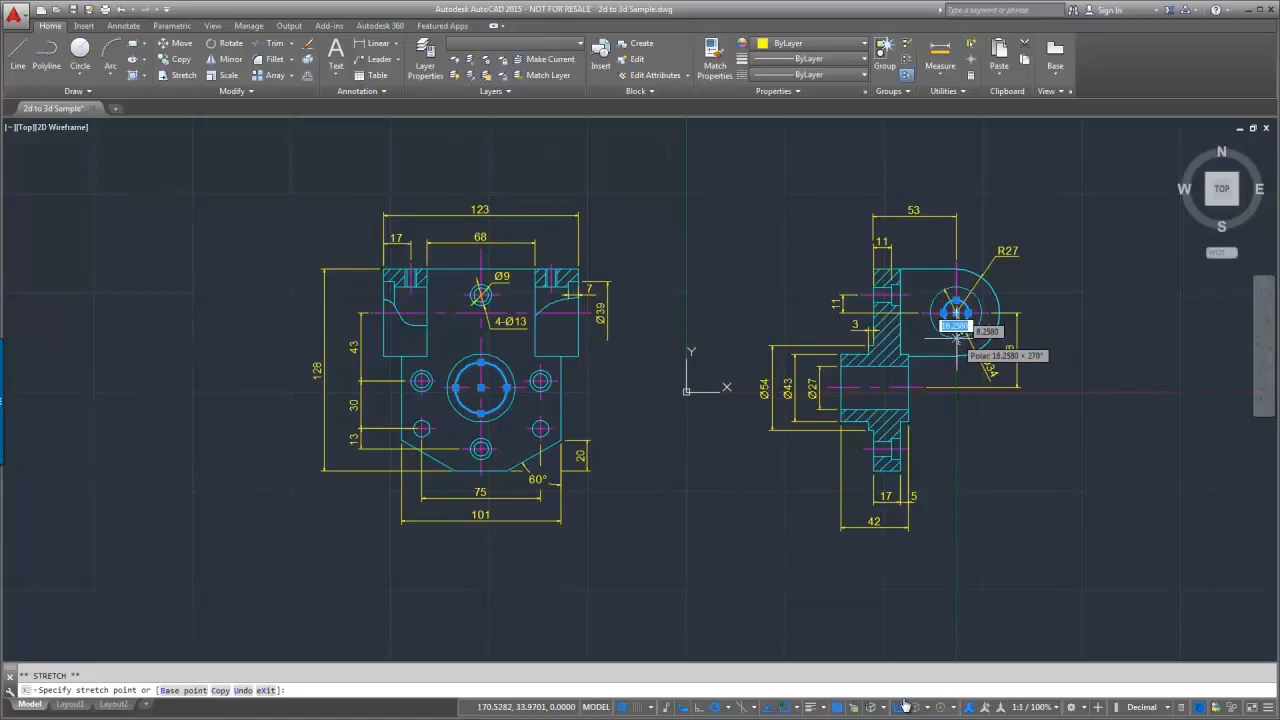 Autodesk AutoCAD 2015 - NOT FOR RESALE 2d to 3d Sample.dwg
Type a keyword or phrase
Sign In
Home Insert Annotate Parametric View Manage Output Add-ins Autodesk 360 Featured Apps
Line Polyline Circle Arc
Move Rotate Trim
Copy Mirror Fillet
Stretch Scale Array
Text
Linear
Leader
Table
Layer Properties
Make Current
Match Layer
Insert
Create
Edit
Edit Attributes
Match Properties
ByLayer
ByLayer
ByLayer
Group
Measure
Paste
Base
Draw Modify Annotation Layers Block Properties Groups Utilities Clipboard View
2d to 3d Sample*
[−][Top][2D Wireframe]
N
W TOP E
S
WCS
123
17
68
Ø9
4-Ø13
7
Ø39
128
43
30
13
20
60°
75
101
Y
X
53
11
R27
11
3
16.2580
8.2580
Polar: 16.2580 < 270°
Ø34
Ø54
Ø43
Ø27
17
5
42
** STRETCH **
Specify stretch point or [Base point Copy Undo eXit]:
Model Layout1 Layout2
170.5282, 33.9701, 0.0000 MODEL
1:1 / 100%
Decimal